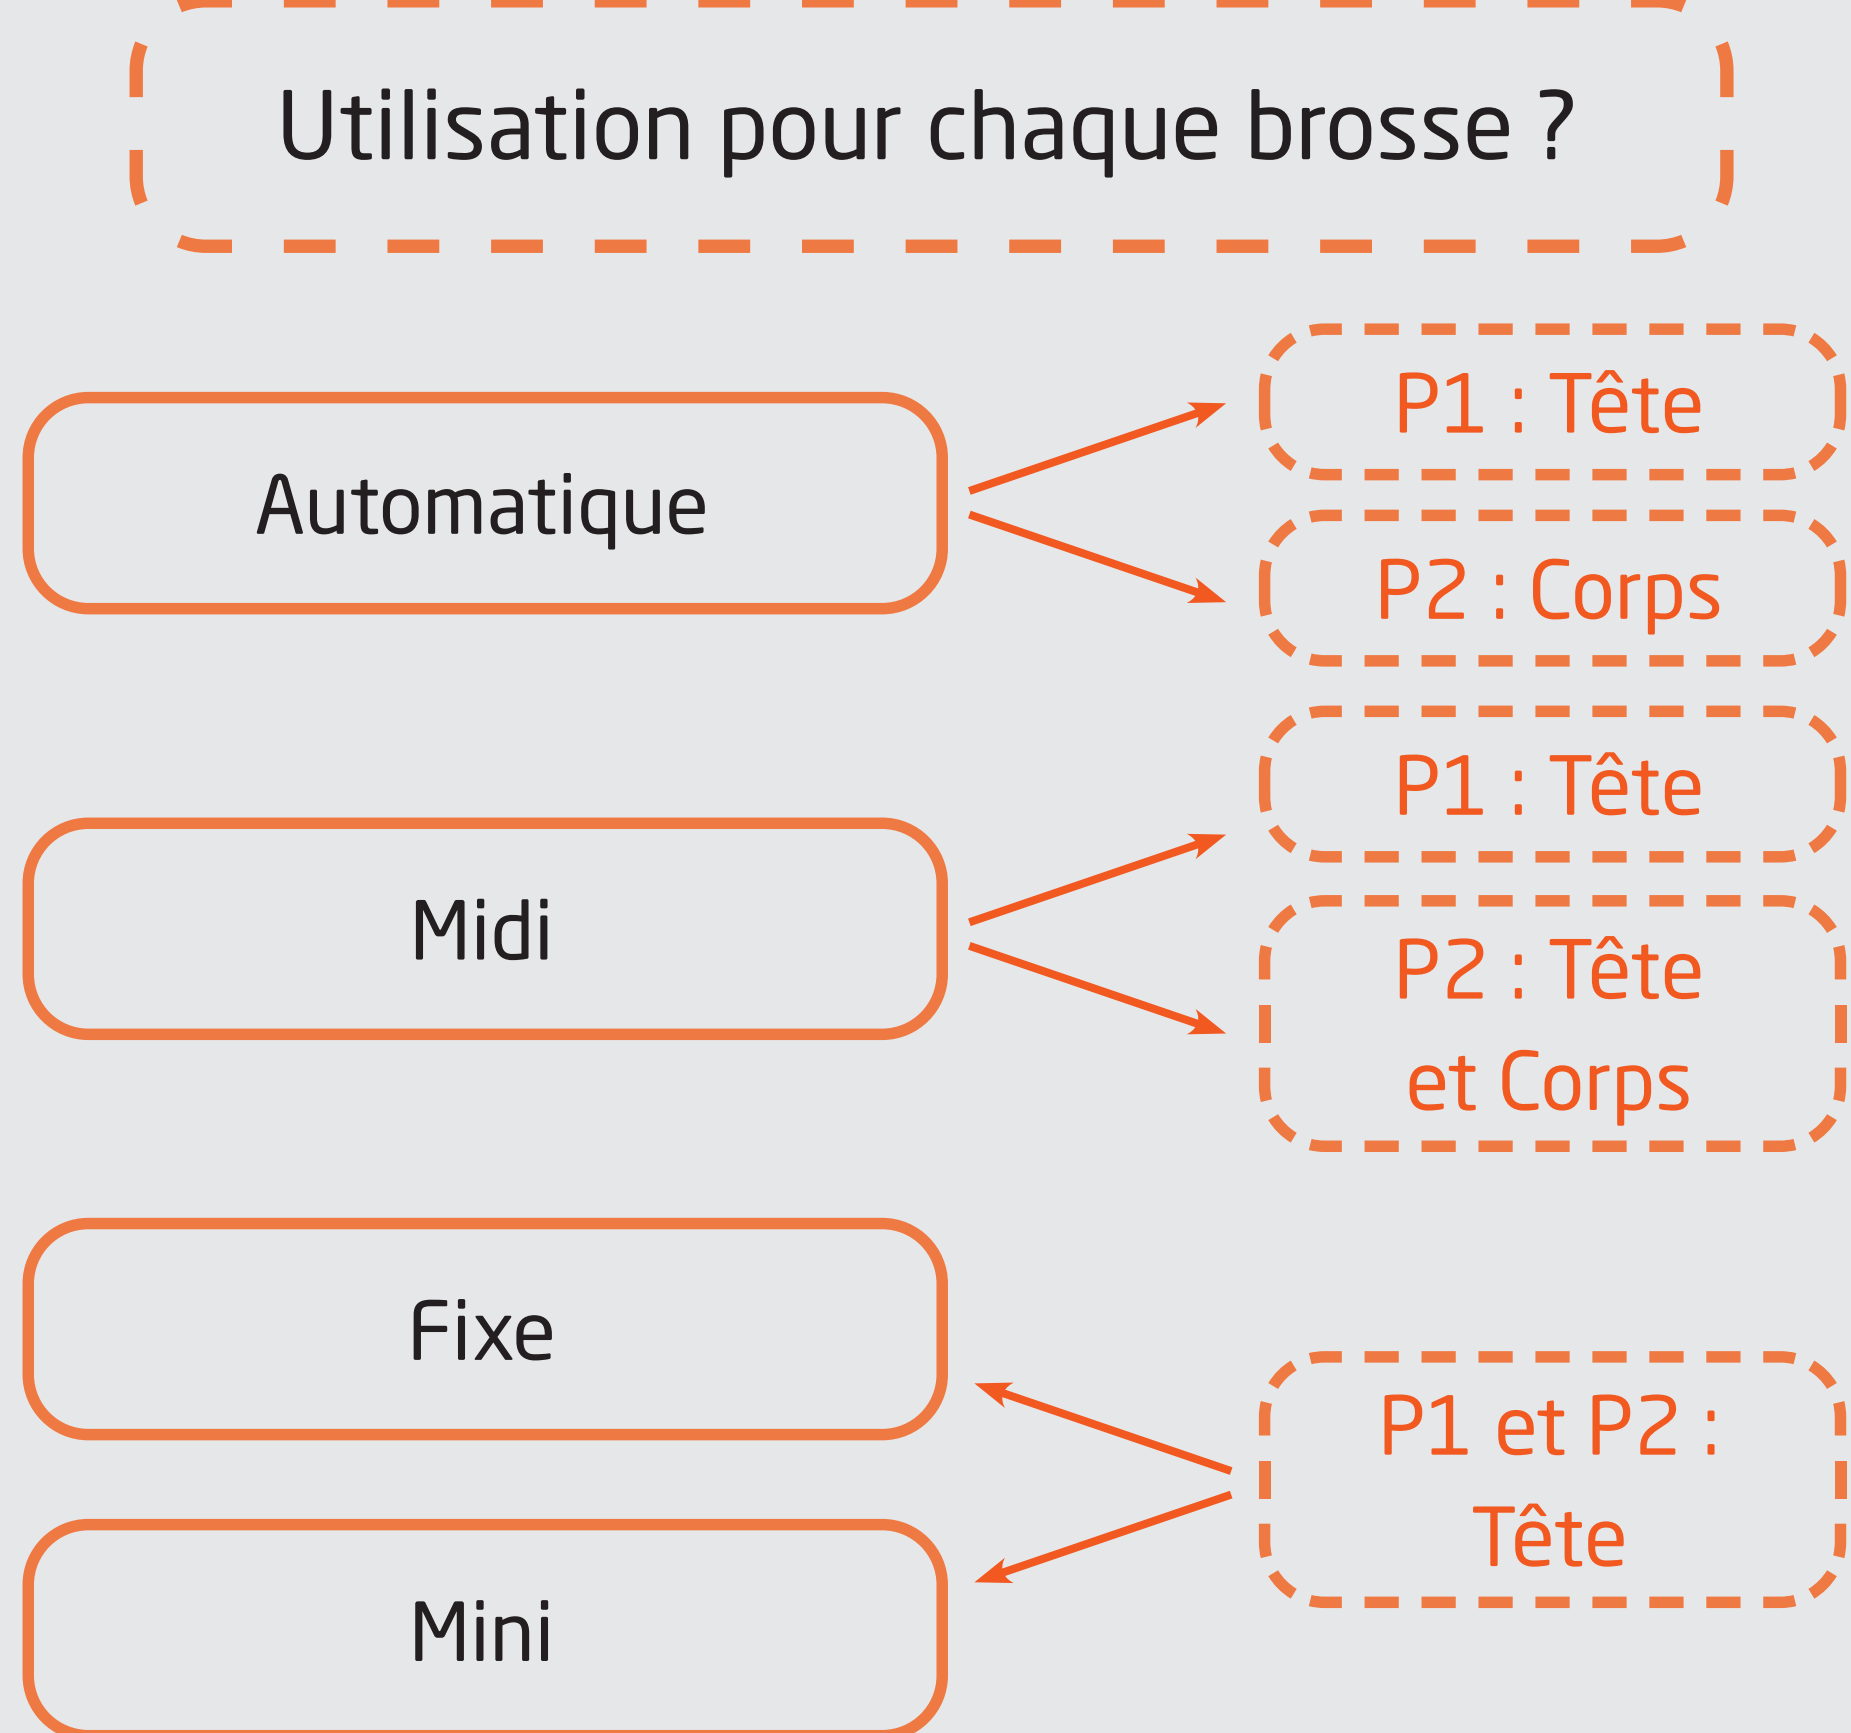 Utilisation pour chaque brosse ?
Automatique
P1 : Tête
P2 : Corps
Midi
P1 : Tête
P2 : Tête
et Corps
Fixe
Mini
P1 et P2 :
Tête